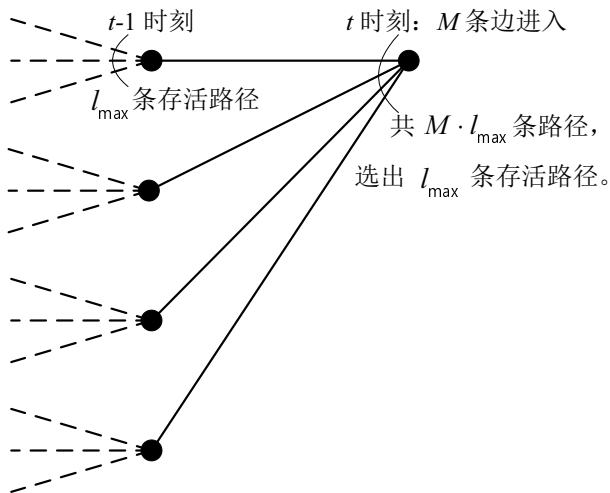 t-1 时刻
t 时刻：M 条边进入
l_max 条存活路径
共 M · l_max 条路径，
选出 l_max 条存活路径。